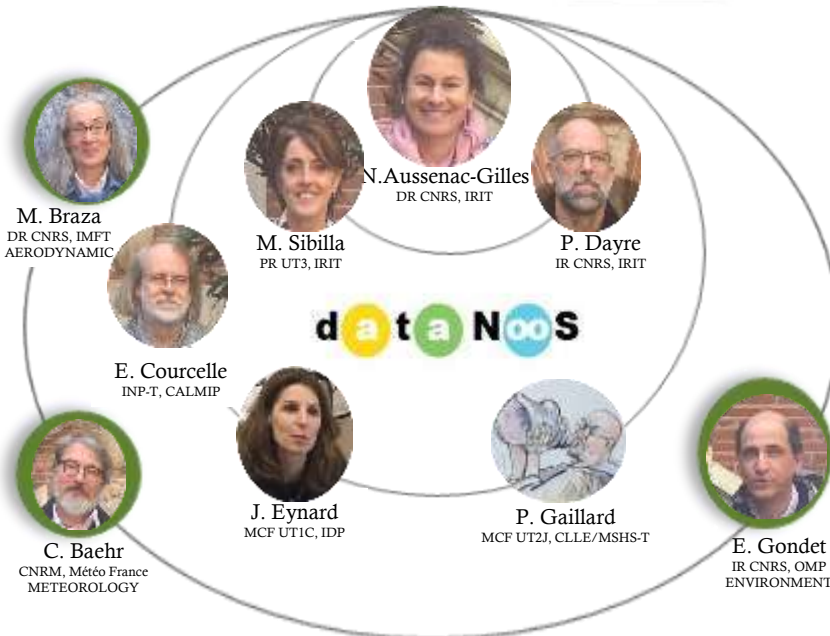 N.Aussenac-Gilles
DR CNRS, IRIT
M. Braza
DR CNRS, IMFT
AERODYNAMIC
M. Sibilla
PR UT3, IRIT
P. Dayre
IR CNRS, IRIT
data NooS
E. Courcelle
INP-T, CALMIP
J. Eynard
MCF UT1C, IDP
P. Gaillard
MCF UT2J, CLLE/MSHS-T
C. Baehr
CNRM, Météo France
METEOROLOGY
E. Gondet
IR CNRS, OMP
ENVIRONMENT